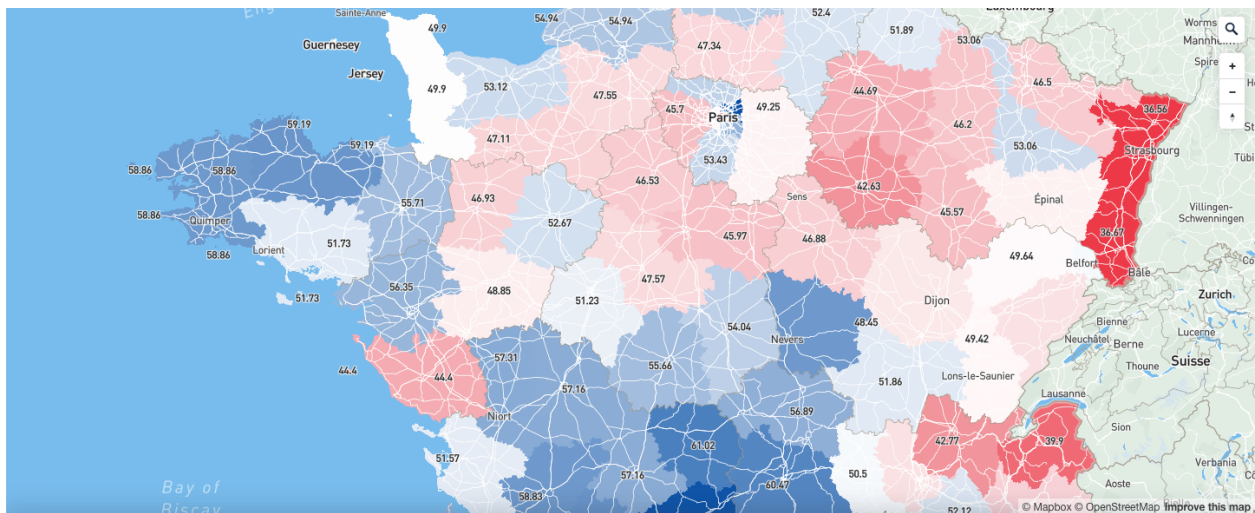 Sainte-Anne
49.9
54.94
54.94
52.4
51.89
Luxembourg
Worms
Guernesey
47.34
53.06
Mannheim
Jersey
49.9
53.12
47.55
45.7
Paris
49.25
44.69
46.5
36.56
47.11
46.2
53.06
Strasbourg
59.19
59.19
53.43
58.86
58.86
46.93
46.53
Sens
42.63
Épinal
Villingen-
Schwenningen
58.86
Quimper
55.71
52.67
45.97
46.88
45.57
36.67
Lorient
51.73
49.64
Belfort
Bâle
58.86
51.73
56.35
48.85
51.23
47.57
Dijon
Zurich
54.04
Nevers
48.45
49.42
Bienne
Neuchâtel
Berne
Lucerne
44.4
44.4
57.31
57.16
55.66
51.86
Lons-le-Saunier
Thoune
Suisse
Niort
56.89
Lausanne
Sion
51.57
61.02
42.77
39.9
Verbania
57.16
60.47
50.5
Aoste
Bay of
Biscay
58.83
52.12
© Mapbox © OpenStreetMap Improve this map